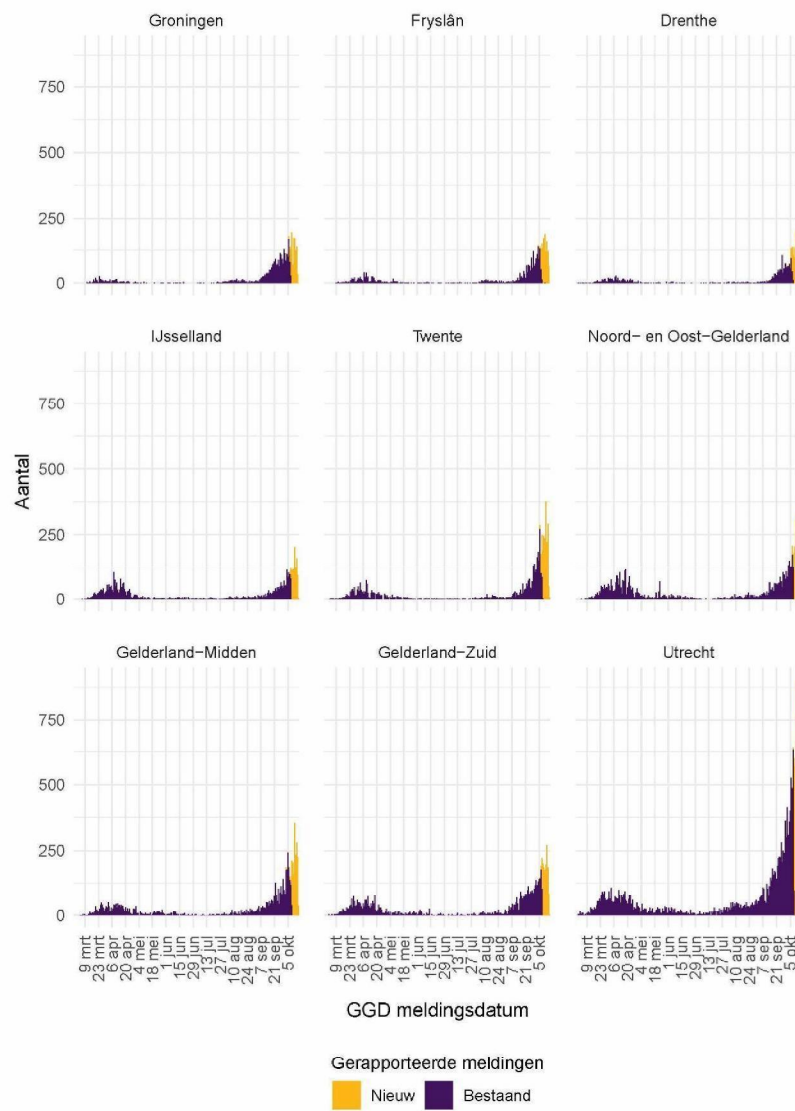 Groningen
Fryslân
Drenthe
750
500
250
0
IJsselland
Twente
Noord- en Oost-Gelderland
Aantal
750
500
250
0
Gelderland-Midden
Gelderland-Zuid
Utrecht
750
500
250
0
9 mrt
23 mrt
6 apr
20 apr
4 mei
18 mei
1 jun
15 jun
29 jun
13 jul
27 jul
10 aug
24 aug
7 sep
21 sep
5 okt
9 mrt
23 mrt
6 apr
20 apr
4 mei
18 mei
1 jun
15 jun
29 jun
13 jul
27 jul
10 aug
24 aug
7 sep
21 sep
5 okt
9 mrt
23 mrt
6 apr
20 apr
4 mei
18 mei
1 jun
15 jun
29 jun
13 jul
27 jul
10 aug
24 aug
7 sep
21 sep
5 okt
GGD meldingsdatum
Gerapporteerde meldingen
Nieuw
Bestaand